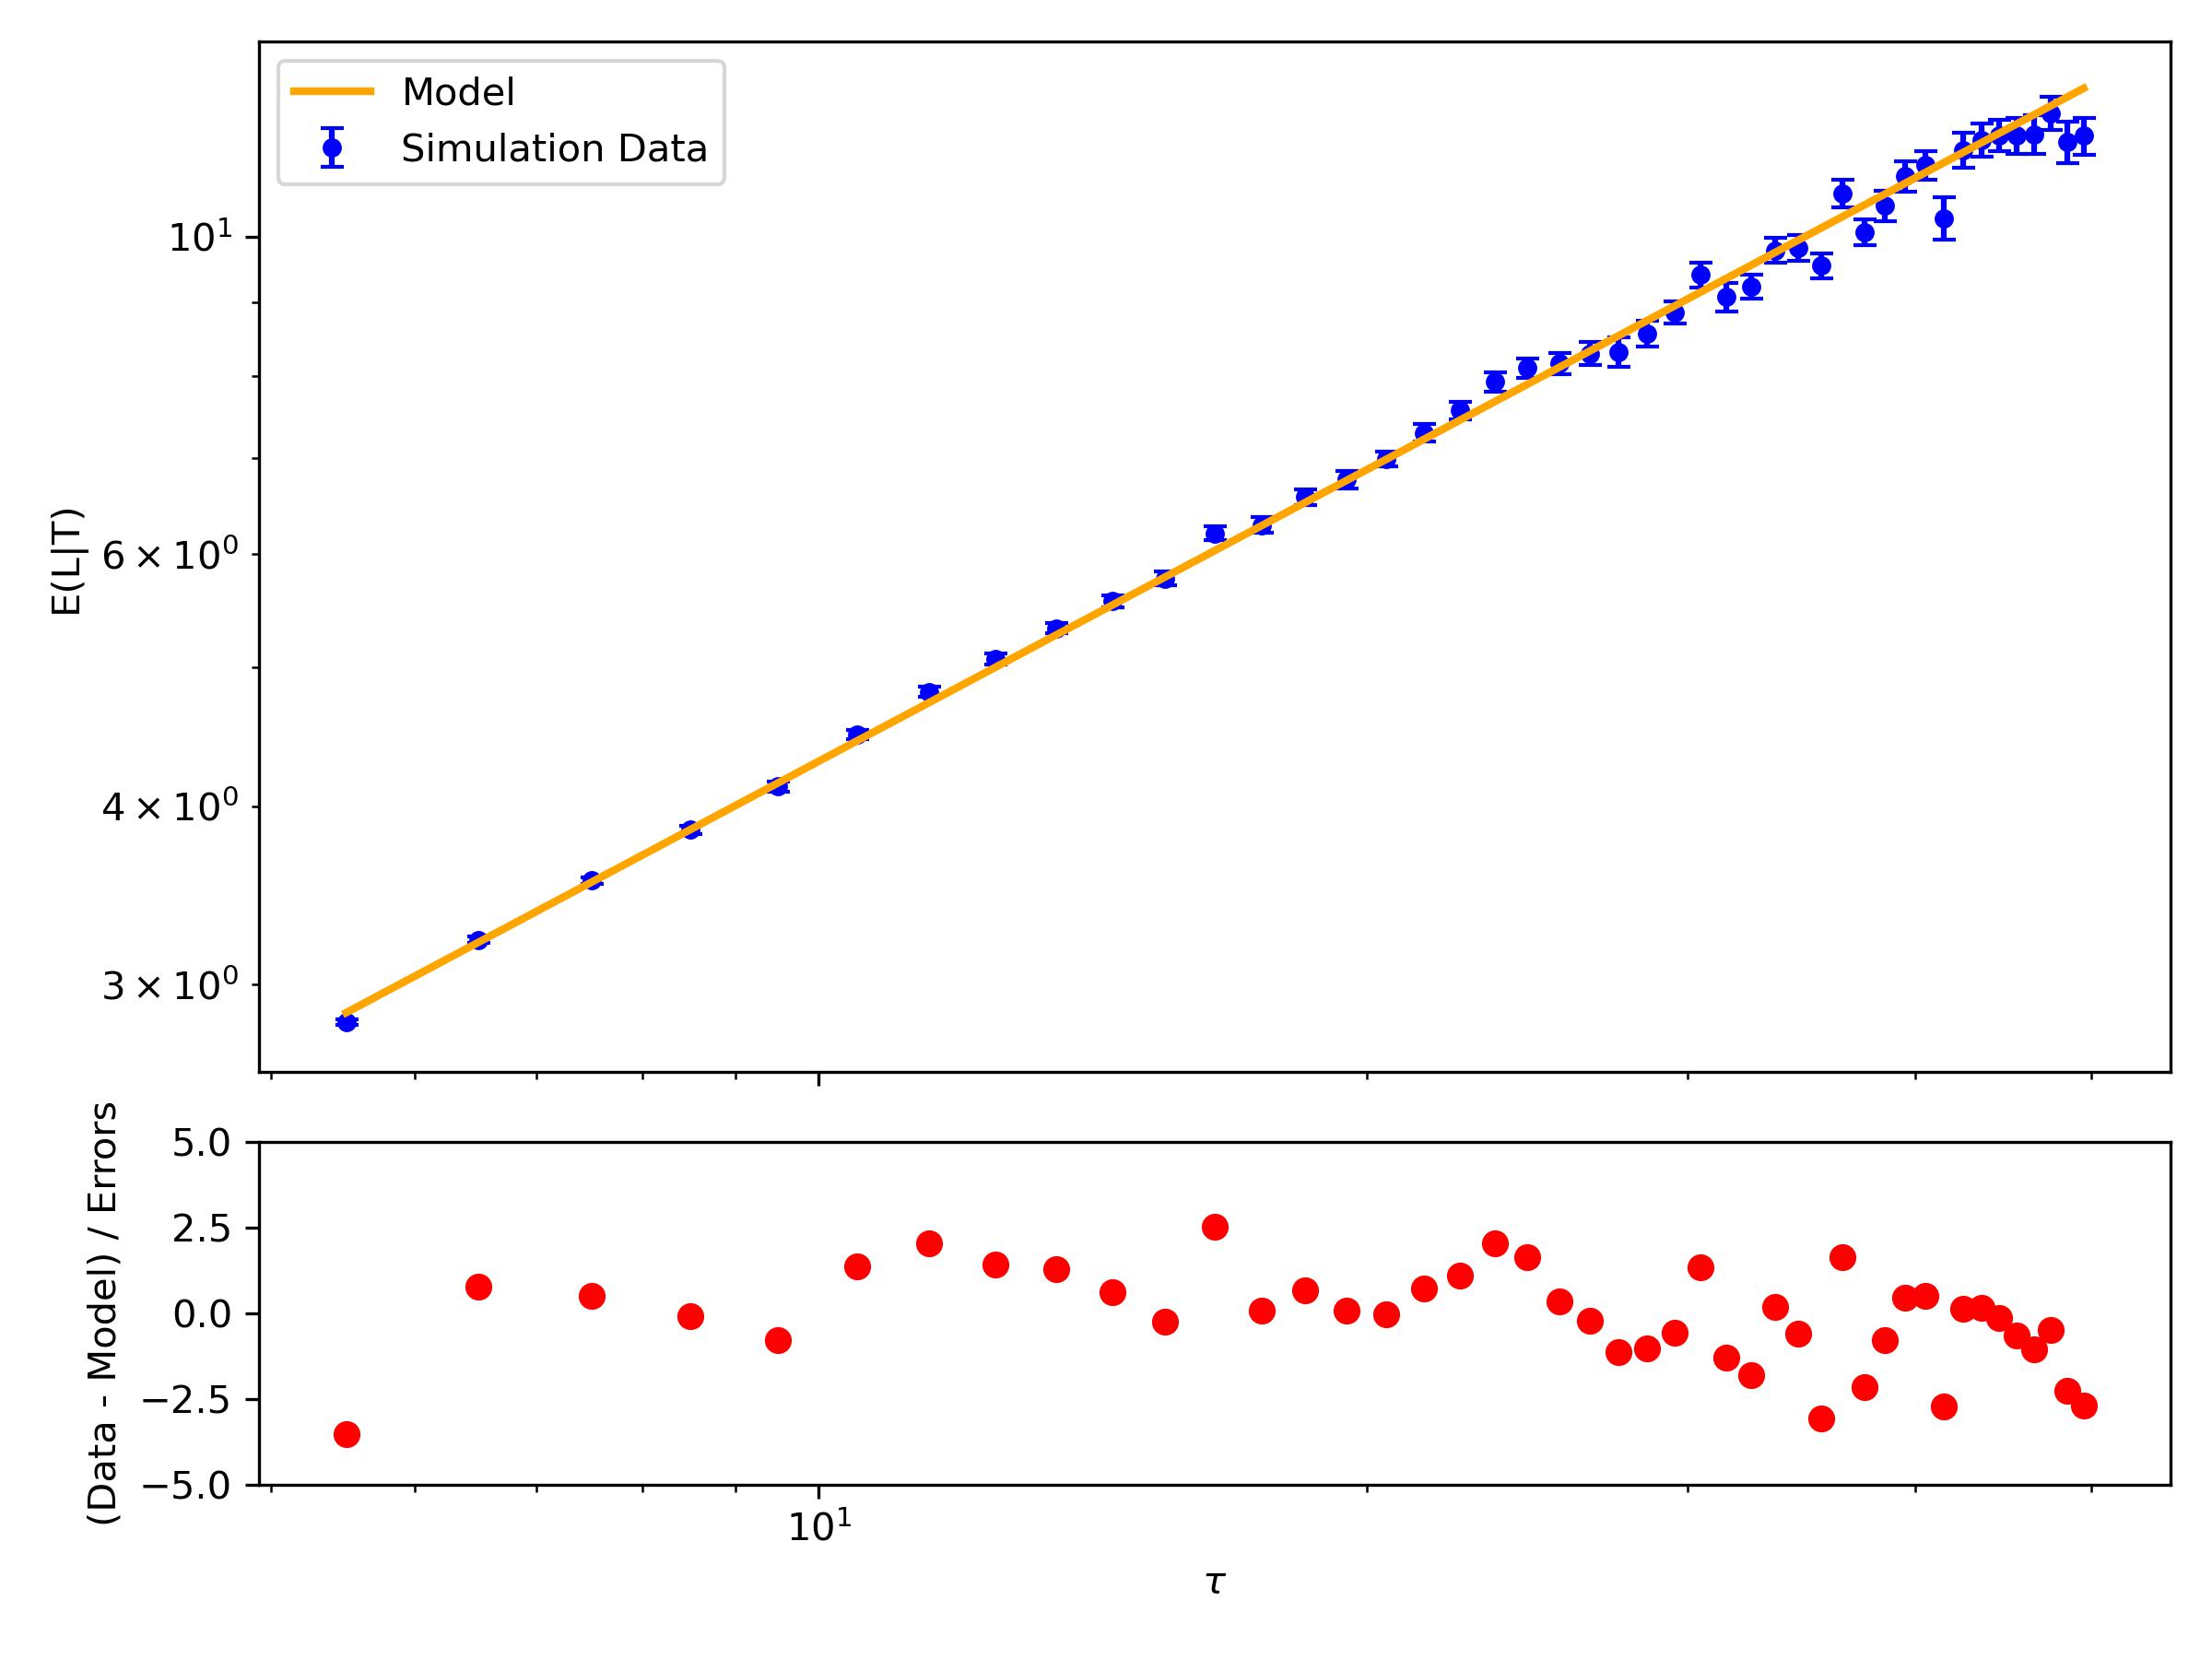 Model
Simulation Data
10¹
6 × 10⁰
4 × 10⁰
3 × 10⁰
E(L|T)
5.0
2.5
0.0
−2.5
−5.0
(Data - Model) / Errors
10¹
τ